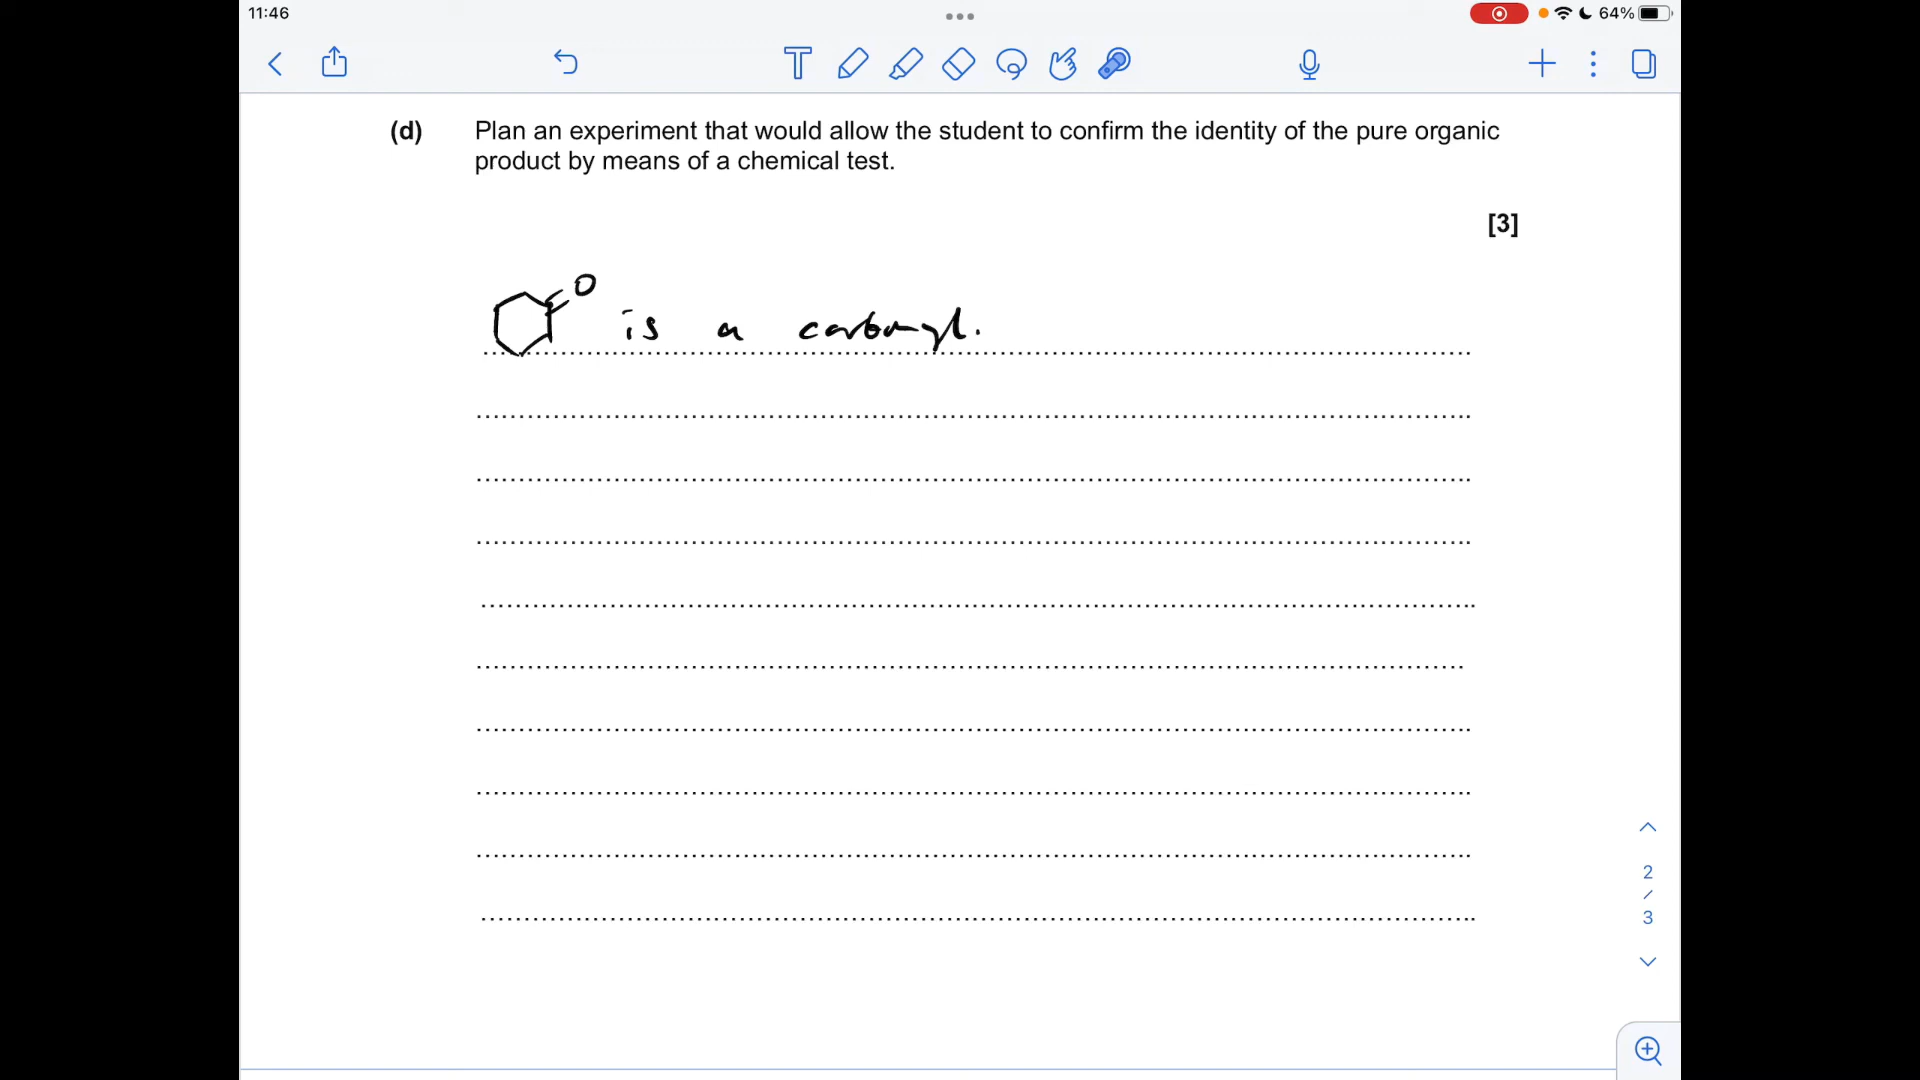 11:46
64%
(d) Plan an experiment that would allow the student to confirm the identity of the pure organic
product by means of a chemical test.
[3]
O is a carbonyl.
2
/
3